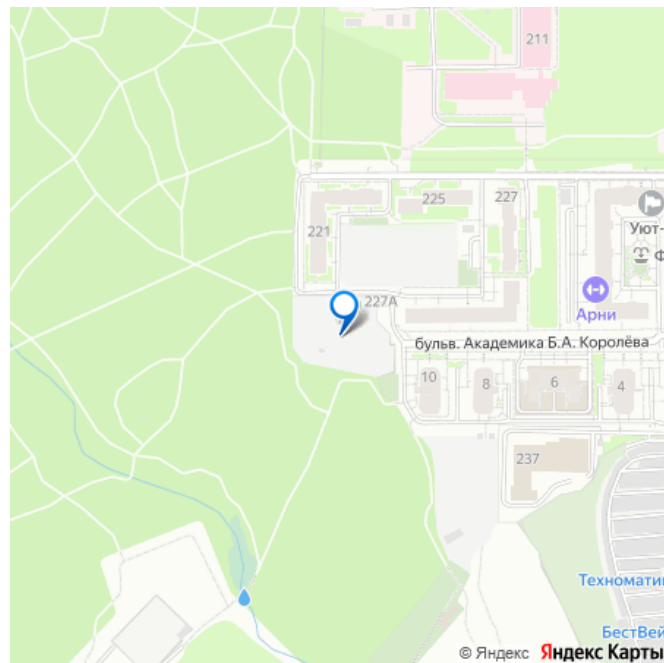 211
225
227
221
Уют-
Ф
227А
Арни
бульв. Академика Б.А. Королёва
10
8
6
4
237
Техномати
БестВей
© Яндекс Яндекс Карты